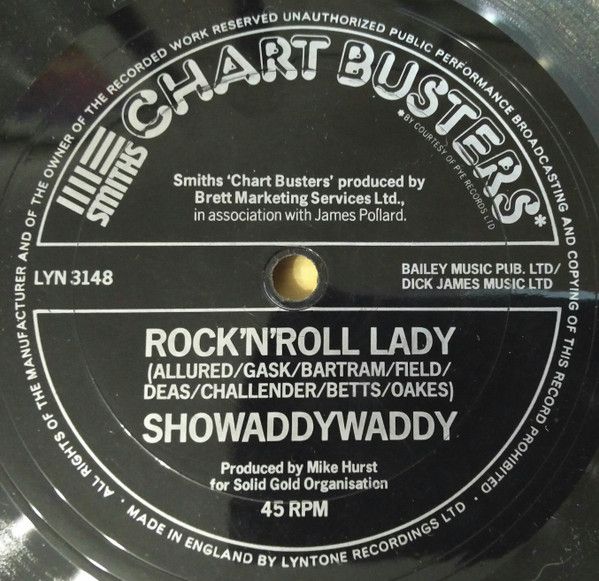 ALL RIGHTS OF THE MANUFACTURER AND OF THE OWNER OF THE RECORDED WORK RESERVED UNAUTHORIZED PUBLIC PERFORMANCE BROADCASTING AND COPYING OF THIS RECORD PROHIBITED
SMITHS
CHART BUSTERS*
*BY COURTESY OF PYE RECORDS LTD
Smiths 'Chart Busters' produced by
Brett Marketing Services Ltd.,
in association with James Pollard.
LYN 3148
BAILEY MUSIC PUB. LTD/
DICK JAMES MUSIC LTD
ROCK'N'ROLL LADY
(ALLURED/GASK/BARTRAM/FIELD/
DEAS/CHALLENDER/BETTS/OAKES)
SHOWADDYWADDY
Produced by Mike Hurst
for Solid Gold Organisation
45 RPM
• MADE IN ENGLAND BY LYNTONE RECORDINGS LTD •